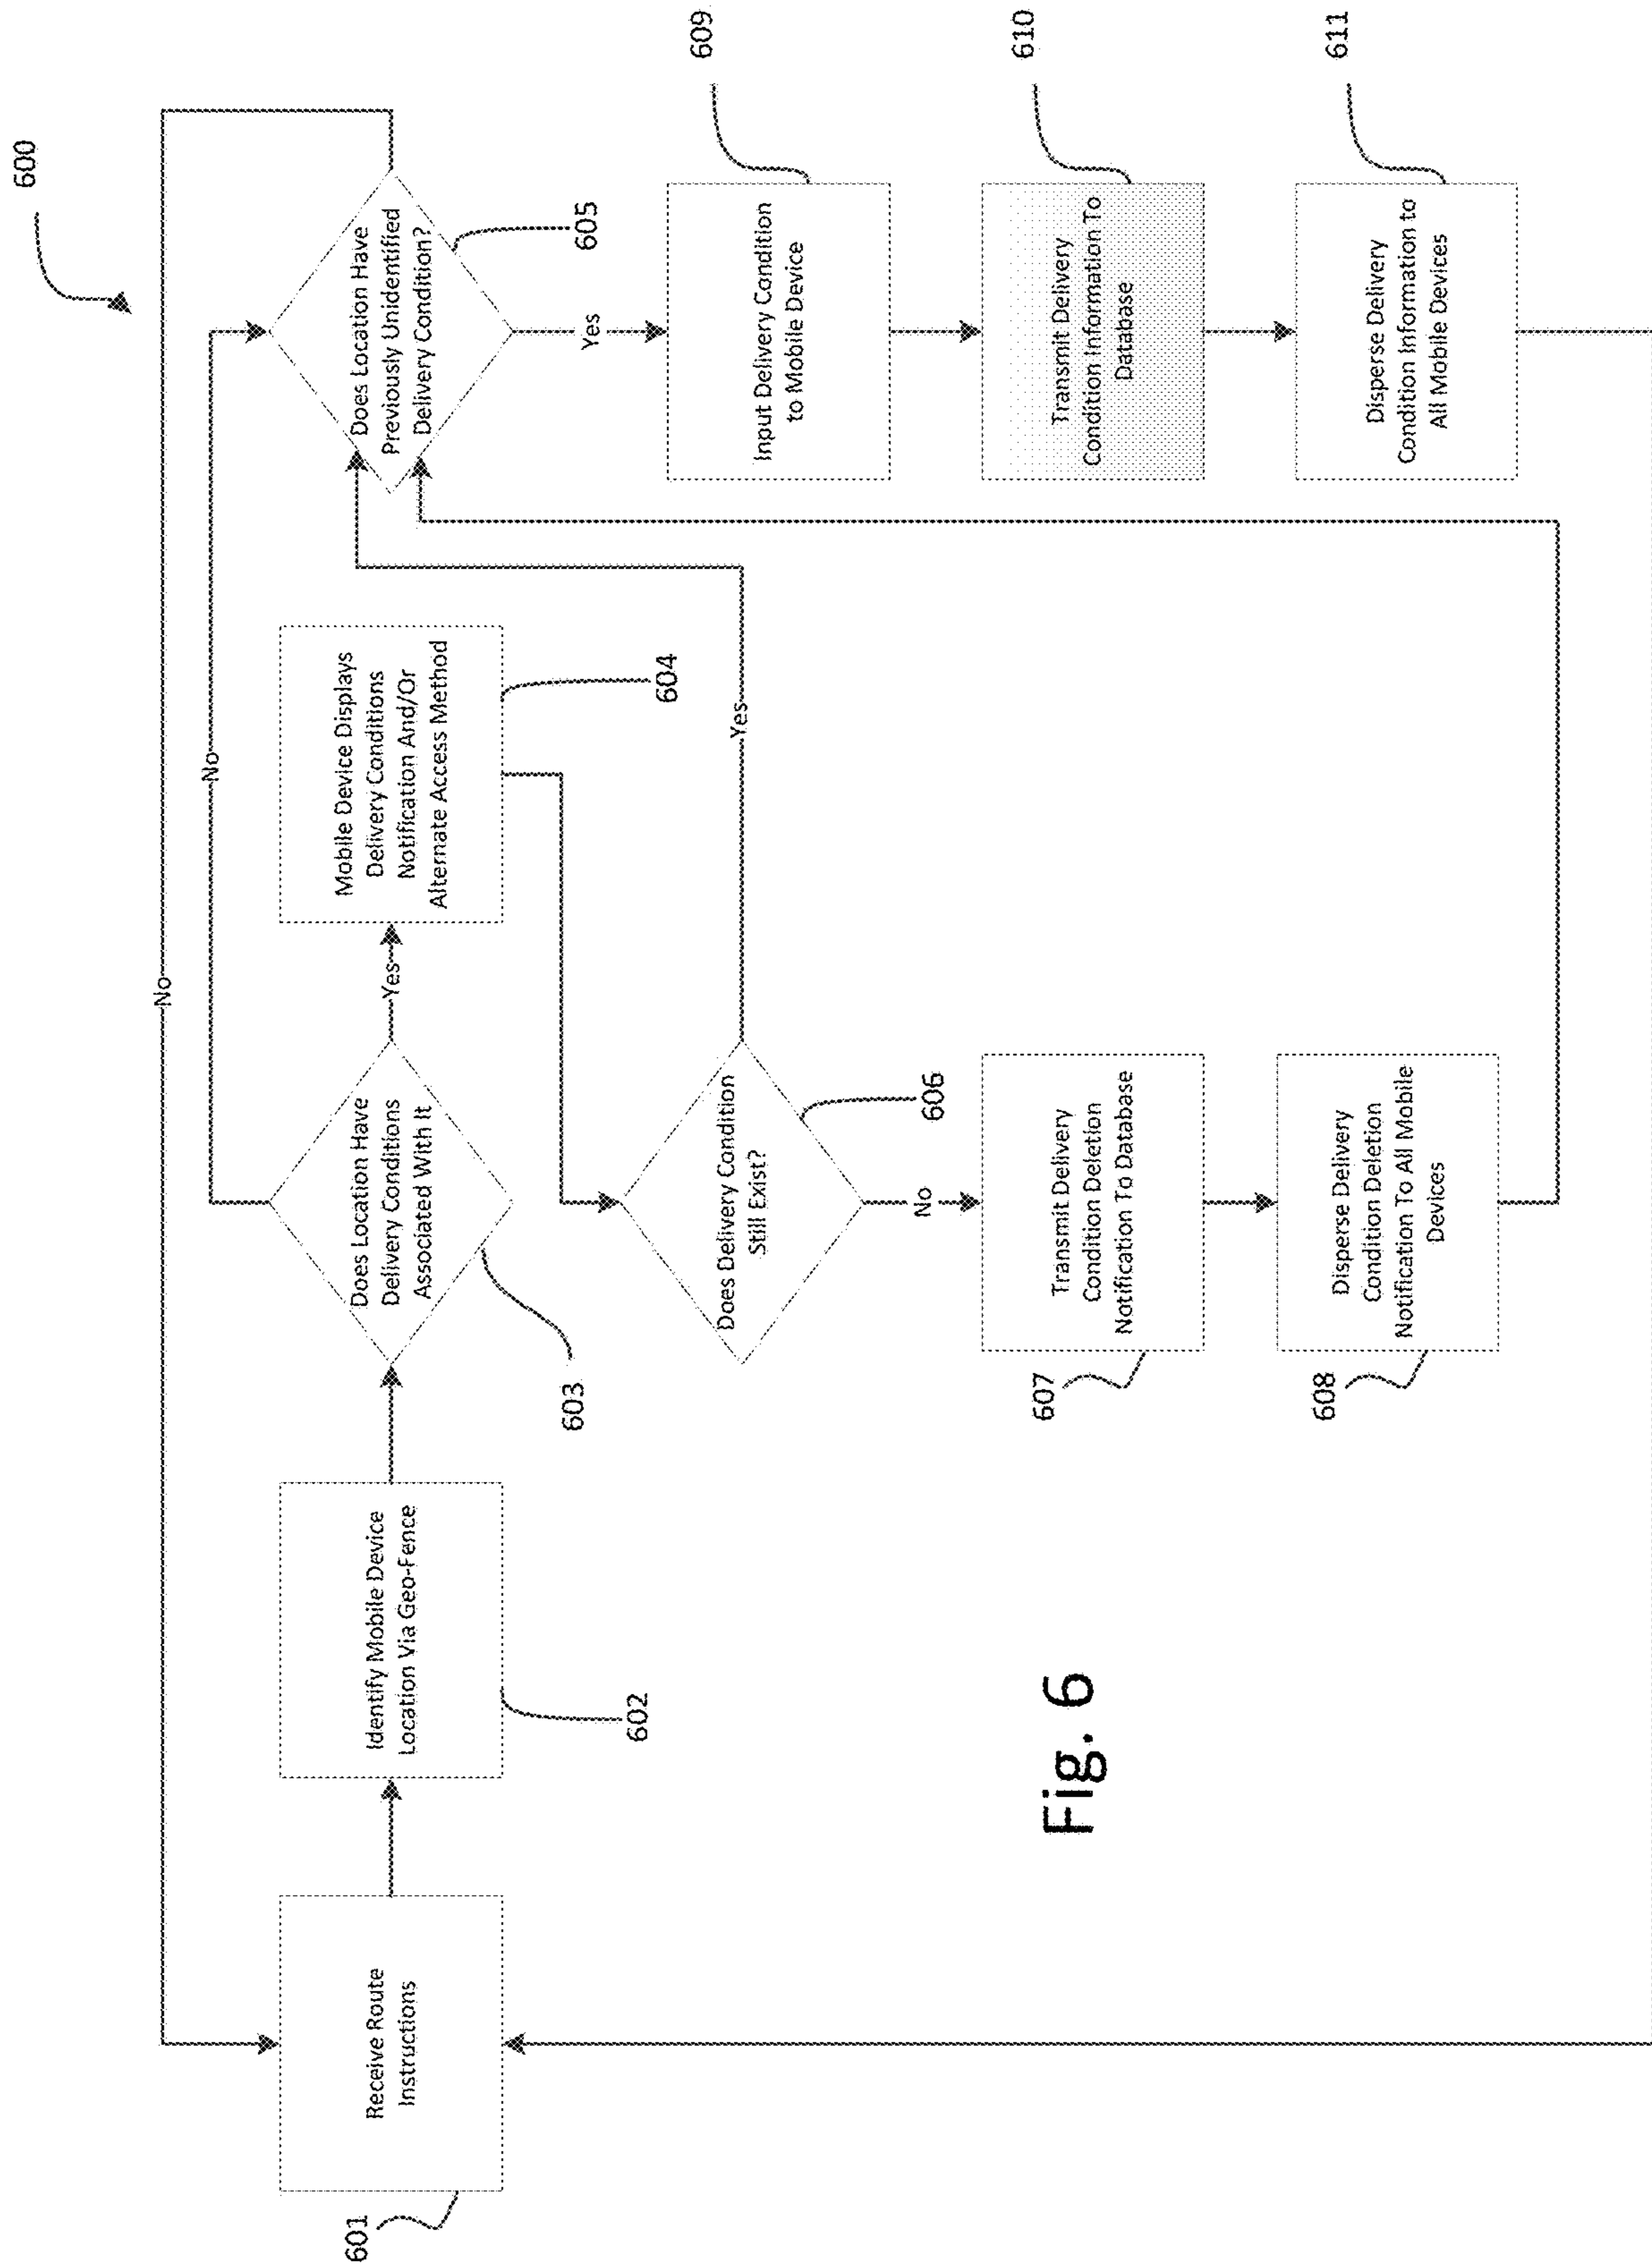 600
No
No
Receive Route
Instructions
601
Identify Mobile Device
Location Via Geo-Fence
602
Does Location Have
Delivery Conditions
Associated With It
603
Yes
Mobile Device Displays
Delivery Conditions
Notification And/Or
Alternate Access Method
604
Does Location Have
Previously Unidentified
Delivery Condition?
605
Yes
Does Delivery Condition
Still Exist?
606
Yes
No
Transmit Delivery
Condition Deletion
Notification To Database
607
Disperse Delivery
Condition Deletion
Notification To All Mobile
Devices
608
Input Delivery Condition
to Mobile Device
609
Transmit Delivery
Condition Information To
Database
610
Disperse Delivery
Condition Information to
All Mobile Devices
611
Fig. 6